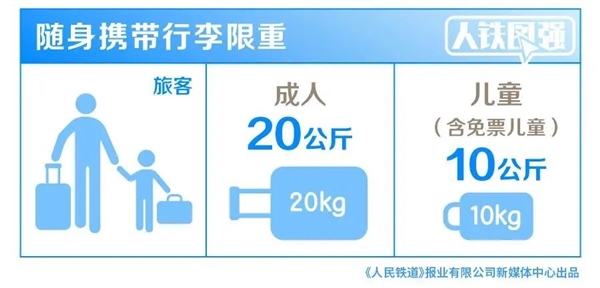 随身携带行李限重
人铁图强
旅客
成人
20公斤
20kg
儿童
（含免票儿童）
10公斤
10kg
《人民铁道》报业有限公司新媒体中心出品